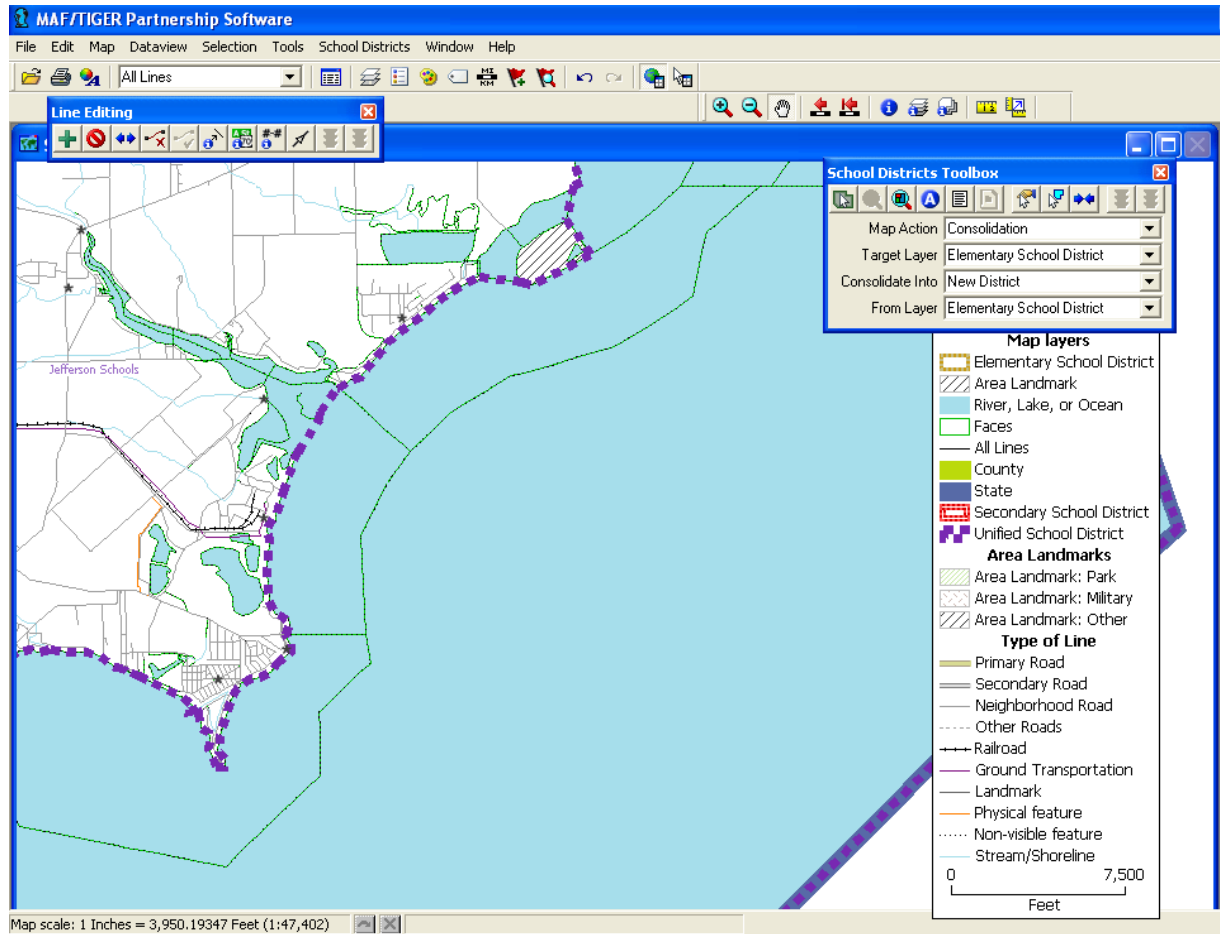 MAF/TIGER Partnership Software
File Edit Map Dataview Selection Tools School Districts Window Help
All Lines
MI
KM
Line Editing
School Districts Toolbox
Map Action Consolidation
Target Layer Elementary School District
Consolidate Into New District
From Layer Elementary School District
Jefferson Schools
Map layers
Elementary School District
Area Landmark
River, Lake, or Ocean
Faces
All Lines
County
State
Secondary School District
Unified School District
Area Landmarks
Area Landmark: Park
Area Landmark: Military
Area Landmark: Other
Type of Line
Primary Road
Secondary Road
Neighborhood Road
Other Roads
Railroad
Ground Transportation
Landmark
Physical feature
Non-visible feature
Stream/Shoreline
0 7,500
Feet
Map scale: 1 Inches = 3,950.19347 Feet (1:47,402)